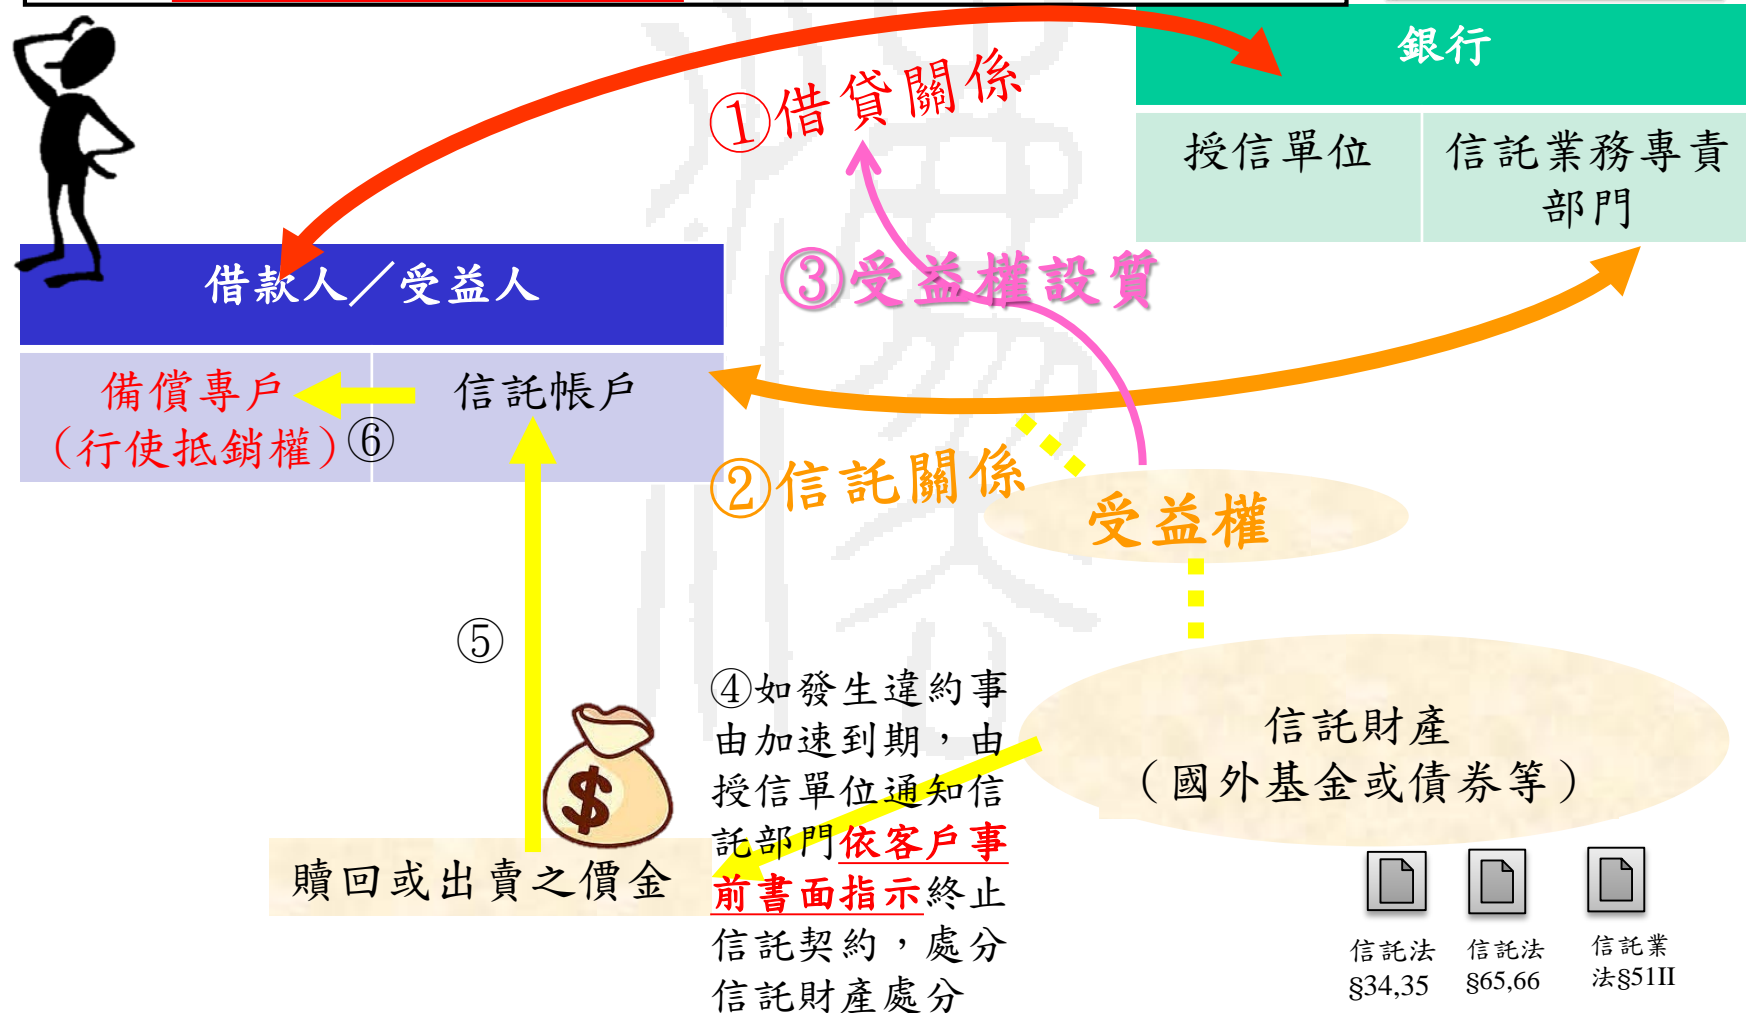 銀行
①借貸關係
授信單位
信託業務專責
部門
借款人／受益人
③受益權設質
備償專戶
(行使抵銷權)
信託帳戶
⑥
②信託關係
受益權
⑤
④如發生違約事
由加速到期，由
授信單位通知信
託部門依客戶事
前書面指示終止
信託契約，處分
信託財產處分
信託財產
(國外基金或債券等)
$
贖回或出賣之價金
信託法
§34,35
信託法
§65,66
信託業
法§51II